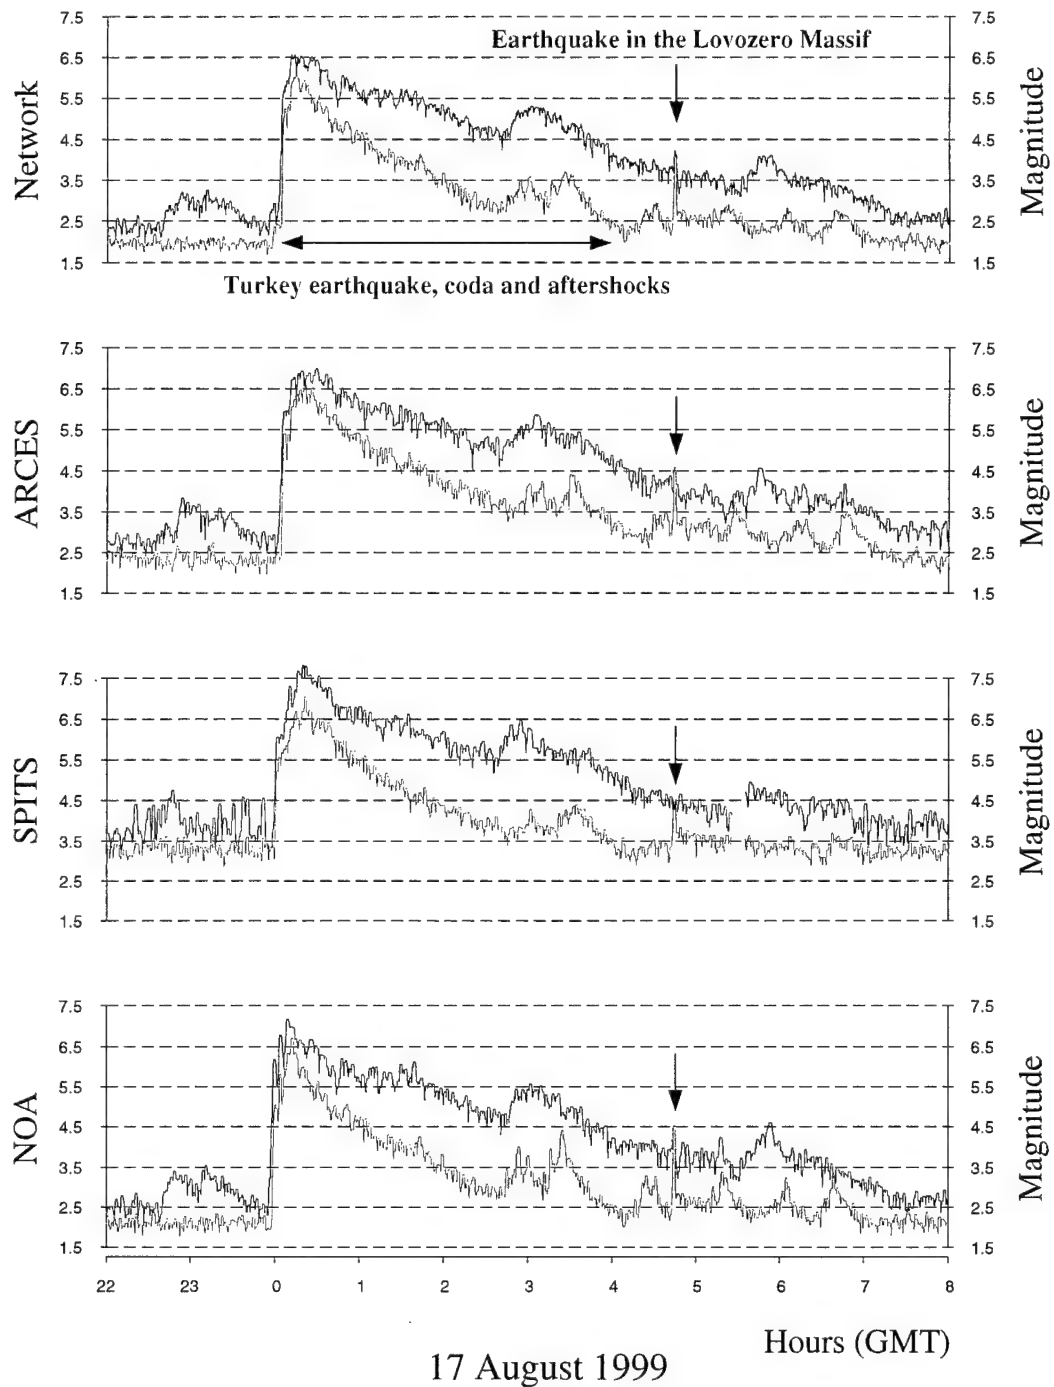 7.5 7.5
Earthquake in the Lovozero Massif
6.5 6.5
5.5 5.5
Network 4.5 4.5 Magnitude
3.5 3.5
2.5 2.5
1.5 1.5
Turkey earthquake, coda and aftershocks
7.5 7.5
6.5 6.5
5.5 5.5
ARCES 4.5 4.5 Magnitude
3.5 3.5
2.5 2.5
1.5 1.5
7.5 7.5
6.5 6.5
5.5 5.5
SPITS 4.5 4.5 Magnitude
3.5 3.5
2.5 2.5
1.5 1.5
7.5 7.5
6.5 6.5
5.5 5.5
NOA 4.5 4.5 Magnitude
3.5 3.5
2.5 2.5
1.5 1.5
22 23 0 1 2 3 4 5 6 7 8
Hours (GMT)
17 August 1999